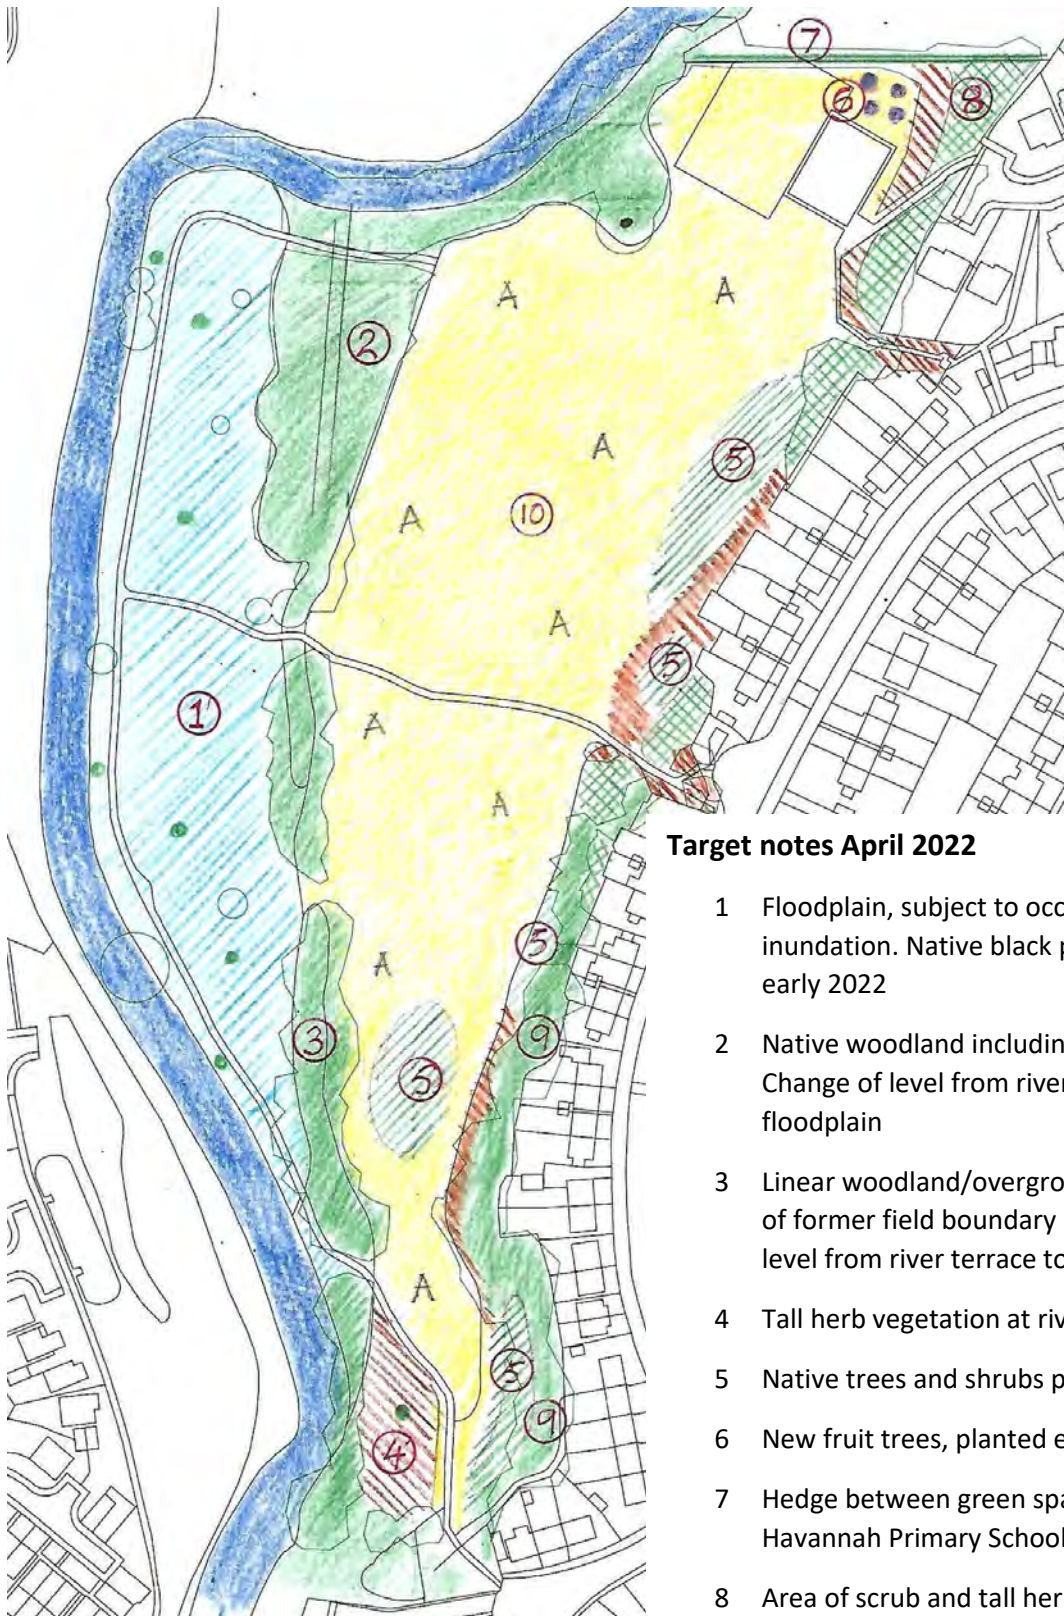 7
6
8
2
A
A
5
A
10
A
A
5
1
A
A
5
A
3
9
5
A
5
9
4
Target notes April 2022
1 Floodplain, subject to occ
inundation. Native black p
early 2022
2 Native woodland includin
Change of level from river
floodplain
3 Linear woodland/overgro
of former field boundary
level from river terrace to
4 Tall herb vegetation at riv
5 Native trees and shrubs p
6 New fruit trees, planted e
7 Hedge between green spa
Havannah Primary School
8 Area of scrub and tall her